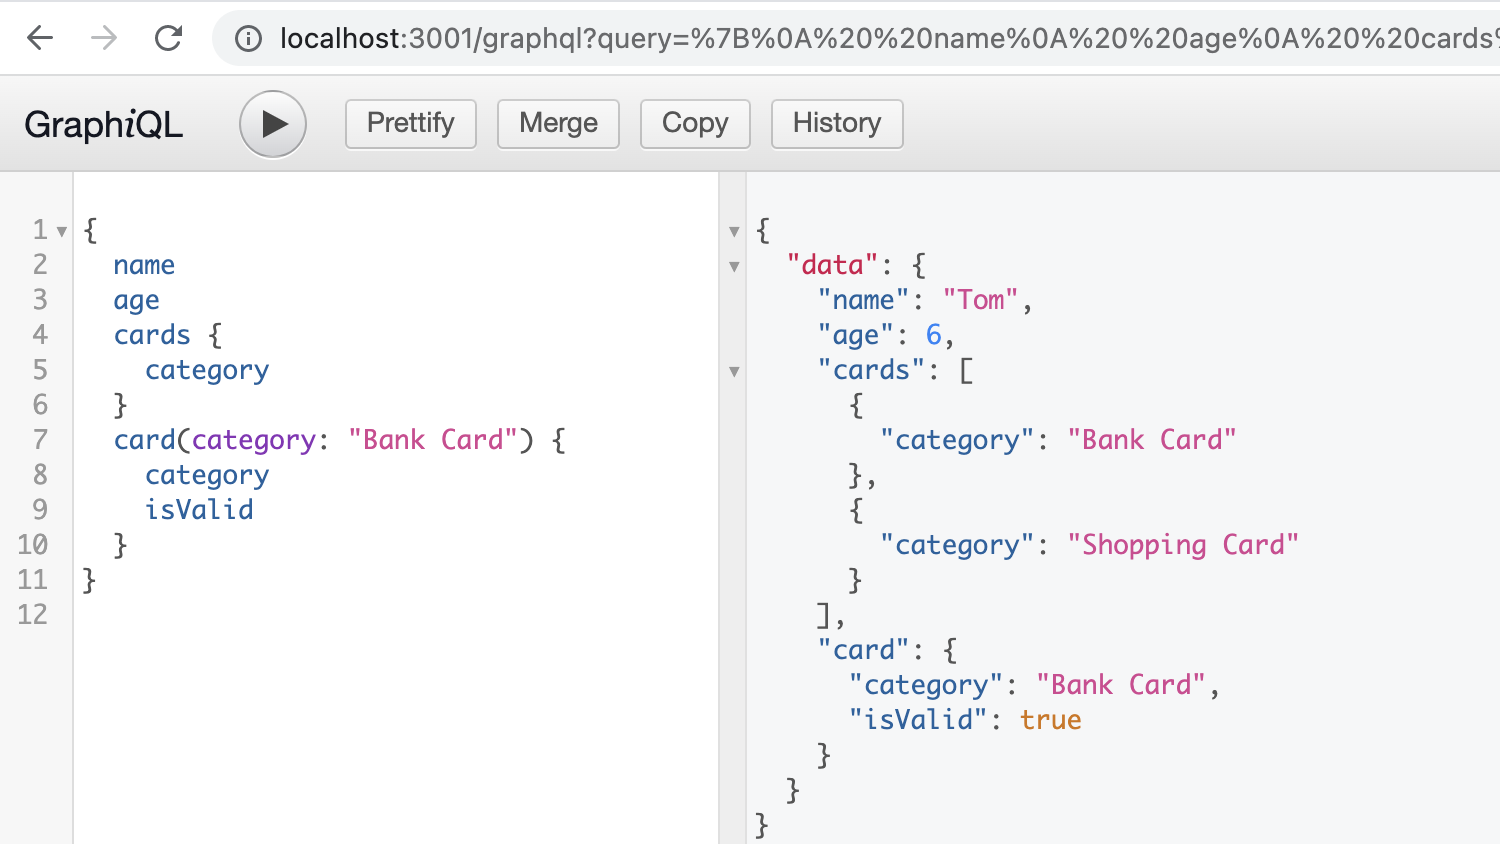 localhost:3001/graphql?query=%7B%0A%20%20name%0A%20%20age%0A%20%20cards%
GraphiQL
Prettify
Merge
Copy
History
1 {
2   name
3   age
4   cards {
5     category
6   }
7   card(category: "Bank Card") {
8     category
9     isValid
10   }
11 }
12
{
  "data": {
    "name": "Tom",
    "age": 6,
    "cards": [
      {
        "category": "Bank Card"
      },
      {
        "category": "Shopping Card"
      }
    ],
    "card": {
      "category": "Bank Card",
      "isValid": true
    }
  }
}